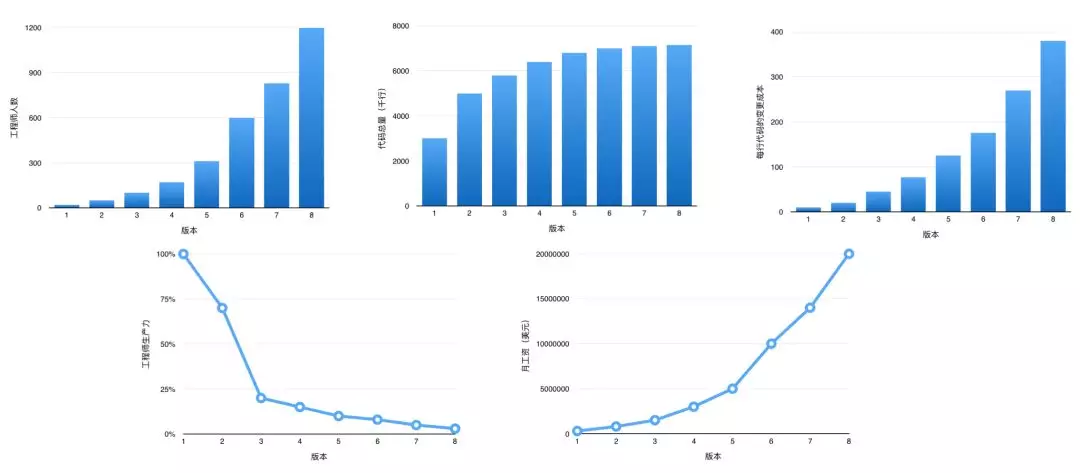 1200
900
600
300
0
工程师人数
1 2 3 4 5 6 7 8
版本
8000
6000
4000
2000
0
代码总量（千行）
1 2 3 4 5 6 7 8
版本
400
300
200
100
0
每行代码的变更成本
1 2 3 4 5 6 7 8
版本
100%
75%
50%
25%
0%
工程师生产力
1 2 3 4 5 6 7 8
版本
20000000
15000000
10000000
5000000
0
月工资（美元）
1 2 3 4 5 6 7 8
版本